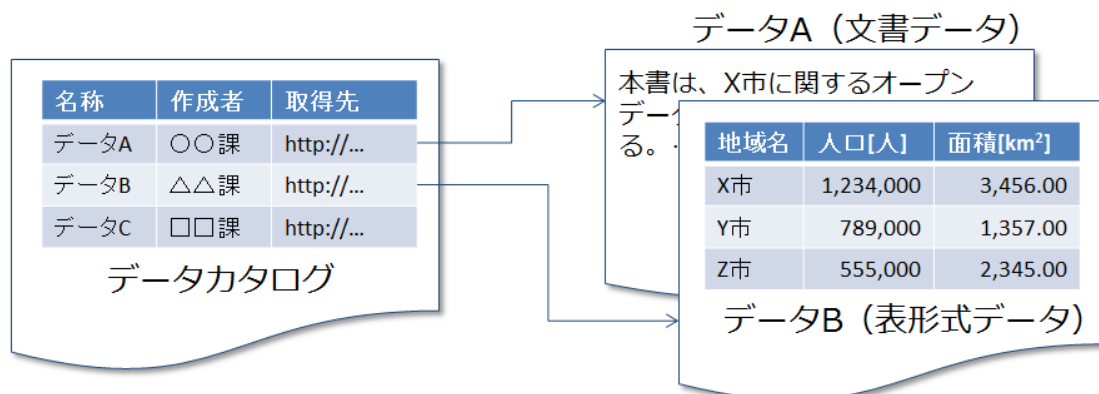 データA（文書データ）
名称 作成者 取得先
データA 〇〇課 http://...
データB △△課 http://...
データC □□課 http://...
データカタログ
本書は、X市に関するオープン
データ
る。
地域名 人口[人] 面積[km²]
X市 1,234,000 3,456.00
Y市 789,000 1,357.00
Z市 555,000 2,345.00
データB（表形式データ）